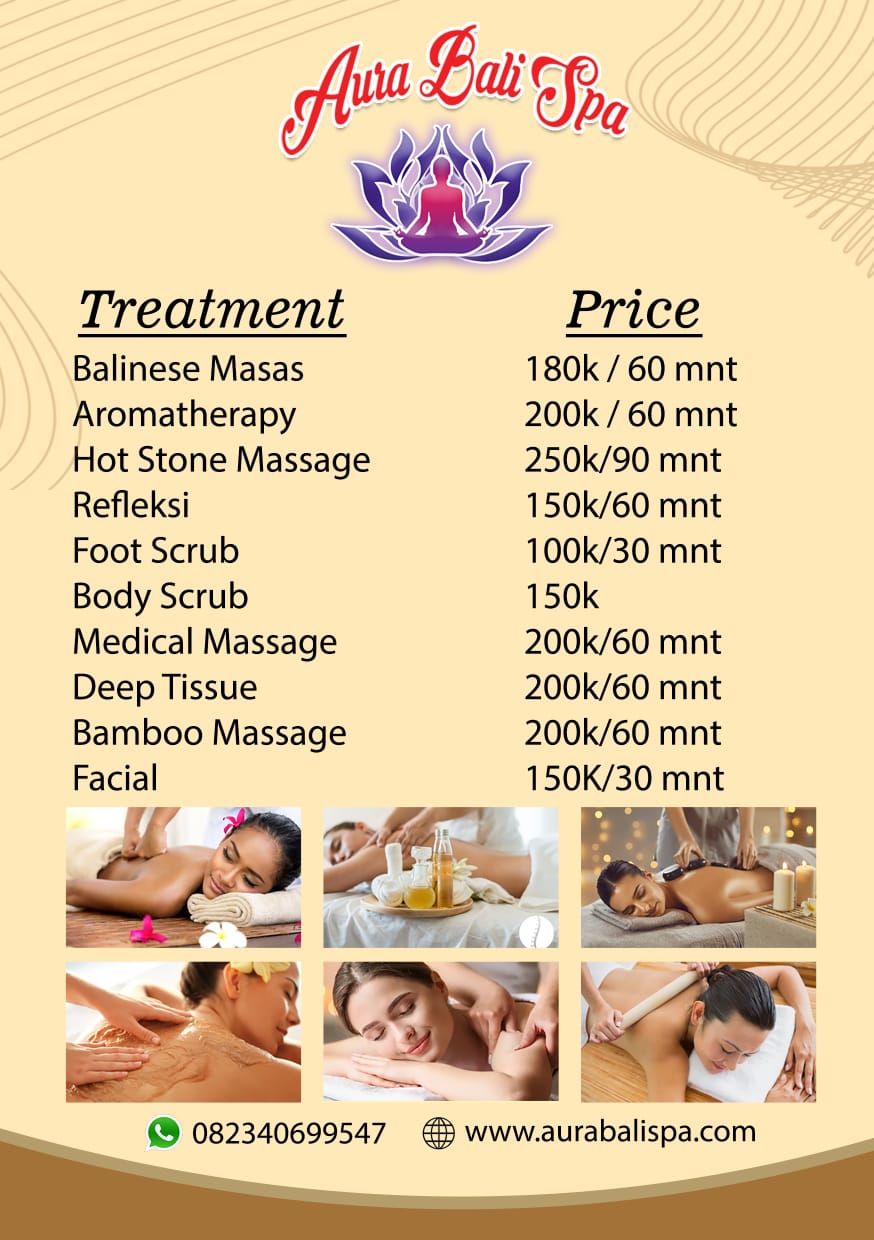 Aura Bali Spa
Treatment Price
Balinese Masas 180k / 60 mnt
Aromatherapy 200k / 60 mnt
Hot Stone Massage 250k/90 mnt
Refleksi 150k/60 mnt
Foot Scrub 100k/30 mnt
Body Scrub 150k
Medical Massage 200k/60 mnt
Deep Tissue 200k/60 mnt
Bamboo Massage 200k/60 mnt
Facial 150K/30 mnt
082340699547 www.aurabalispa.com